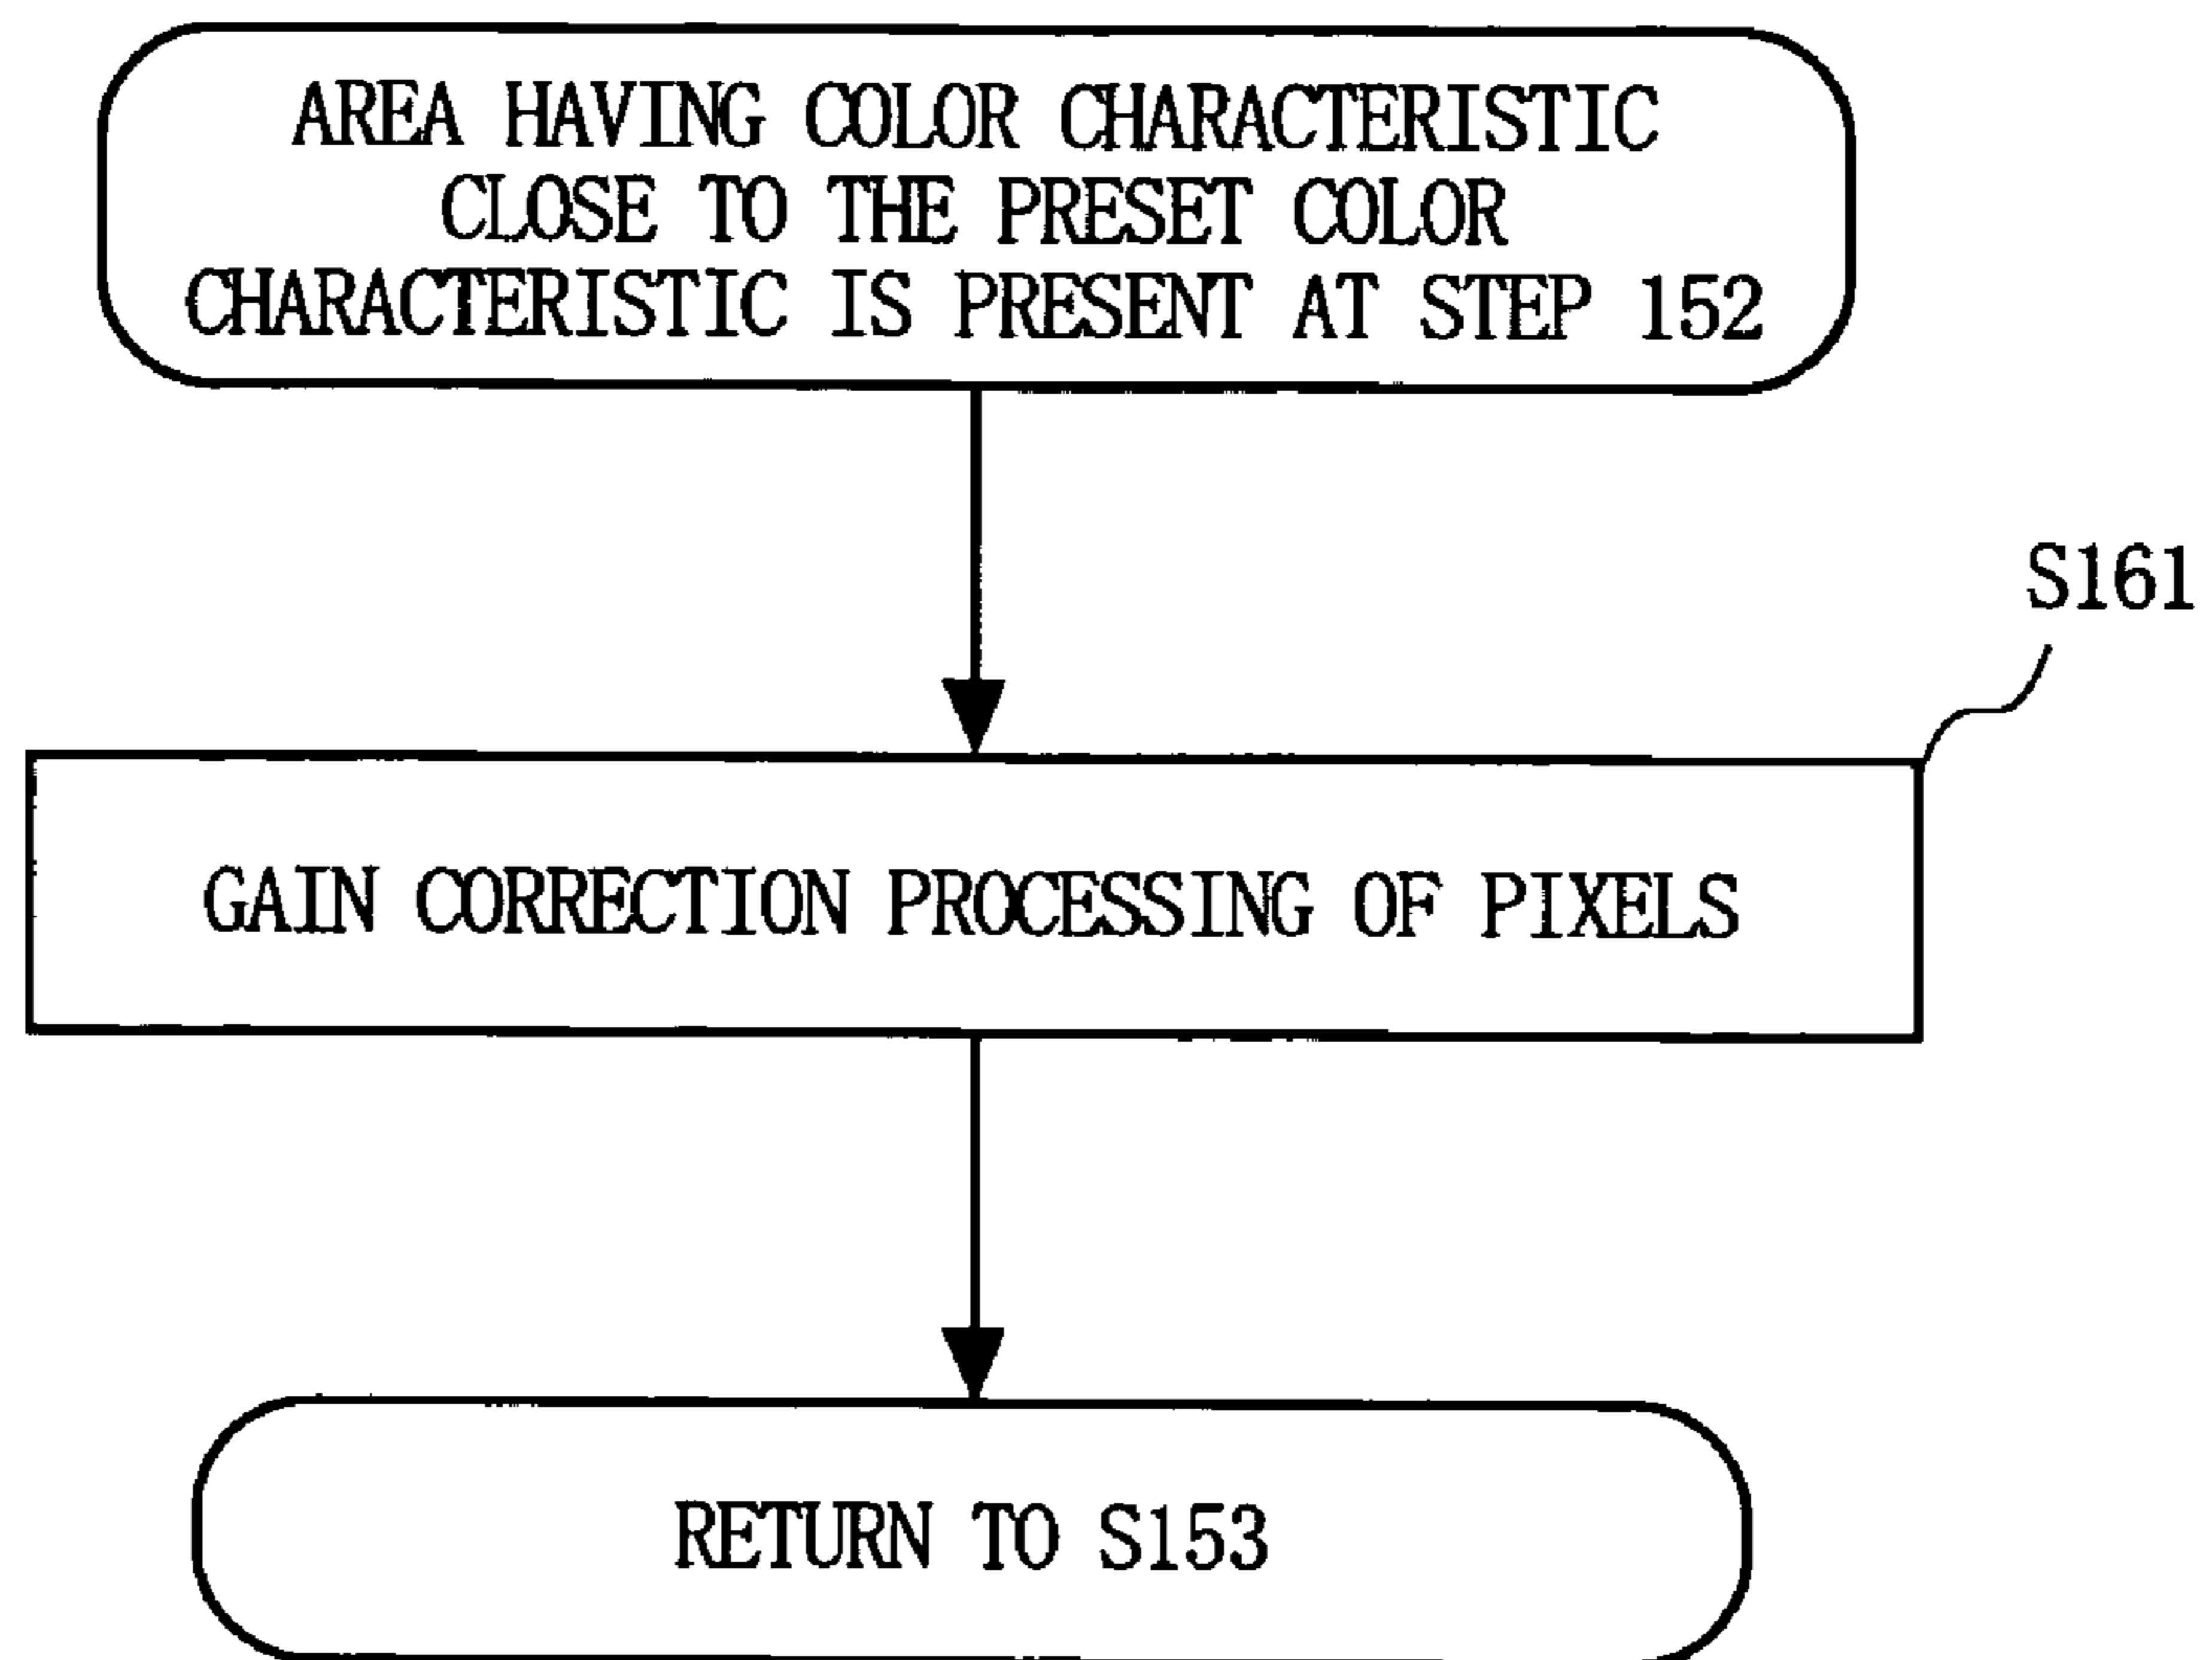 AREA HAVING COLOR CHARACTERISTIC
CLOSE TO THE PRESET COLOR
CHARACTERISTIC IS PRESENT AT STEP 152
S161
GAIN CORRECTION PROCESSING OF PIXELS
RETURN TO S153